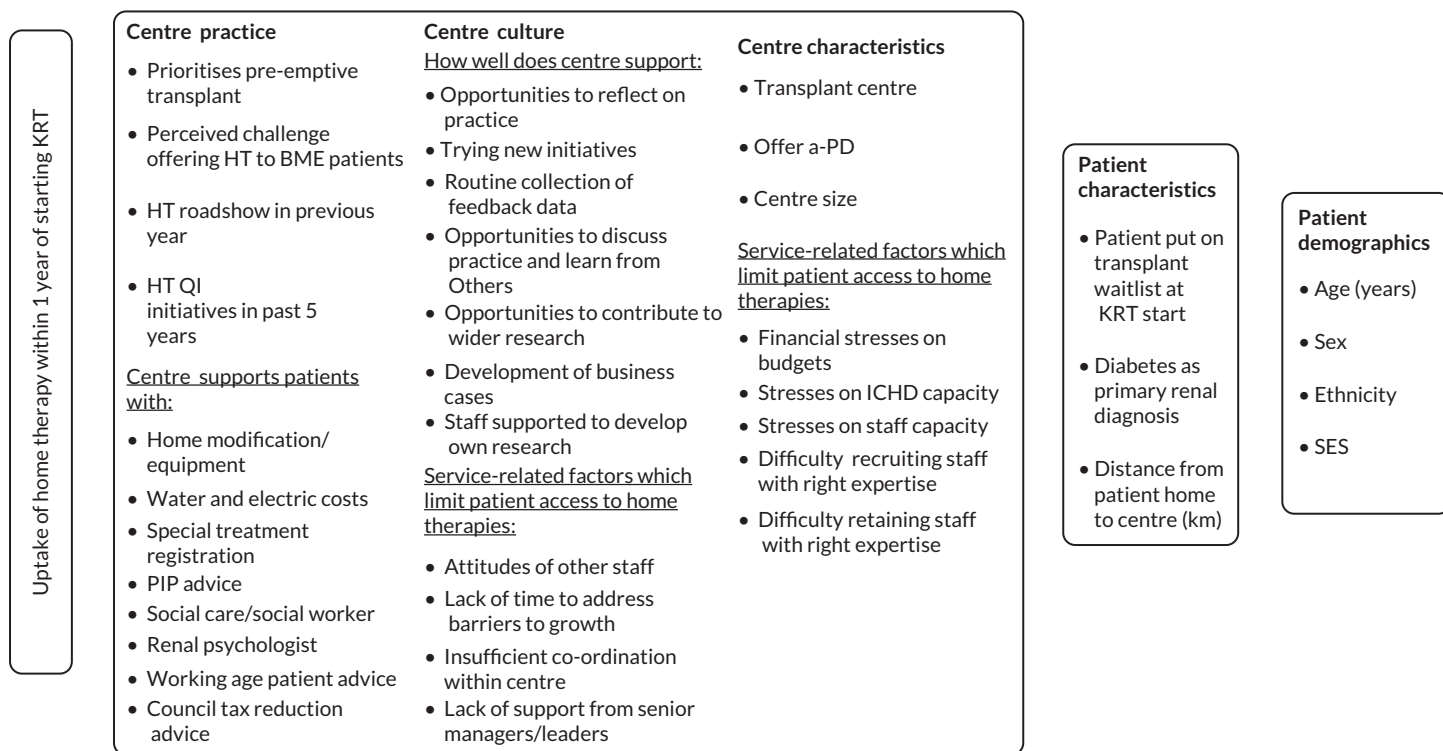 Uptake of home therapy within 1 year of starting KRT
Centre practice
• Prioritises pre-emptive
transplant
• Perceived challenge
offering HT to BME patients
• HT roadshow in previous
year
• HT QI
initiatives in past 5
years
Centre supports patients
with:
• Home modification/
equipment
• Water and electric costs
• Special treatment
registration
• PIP advice
• Social care/social worker
• Renal psychologist
• Working age patient advice
• Council tax reduction
advice
Centre culture
How well does centre support:
• Opportunities to reflect on
practice
• Trying new initiatives
• Routine collection of
feedback data
• Opportunities to discuss
practice and learn from
Others
• Opportunities to contribute to
wider research
• Development of business
cases
• Staff supported to develop
own research
Service-related factors which
limit patient access to home
therapies:
• Attitudes of other staff
• Lack of time to address
barriers to growth
• Insufficient co-ordination
within centre
• Lack of support from senior
managers/leaders
Centre characteristics
• Transplant centre
• Offer a-PD
• Centre size
Service-related factors which
limit patient access to home
therapies:
• Financial stresses on
budgets
• Stresses on ICHD capacity
• Stresses on staff capacity
• Difficulty recruiting staff
with right expertise
• Difficulty retaining staff
with right expertise
Patient
characteristics
• Patient put on
transplant
waitlist at
KRT start
• Diabetes as
primary renal
diagnosis
• Distance from
patient home
to centre (km)
Patient
demographics
• Age (years)
• Sex
• Ethnicity
• SES